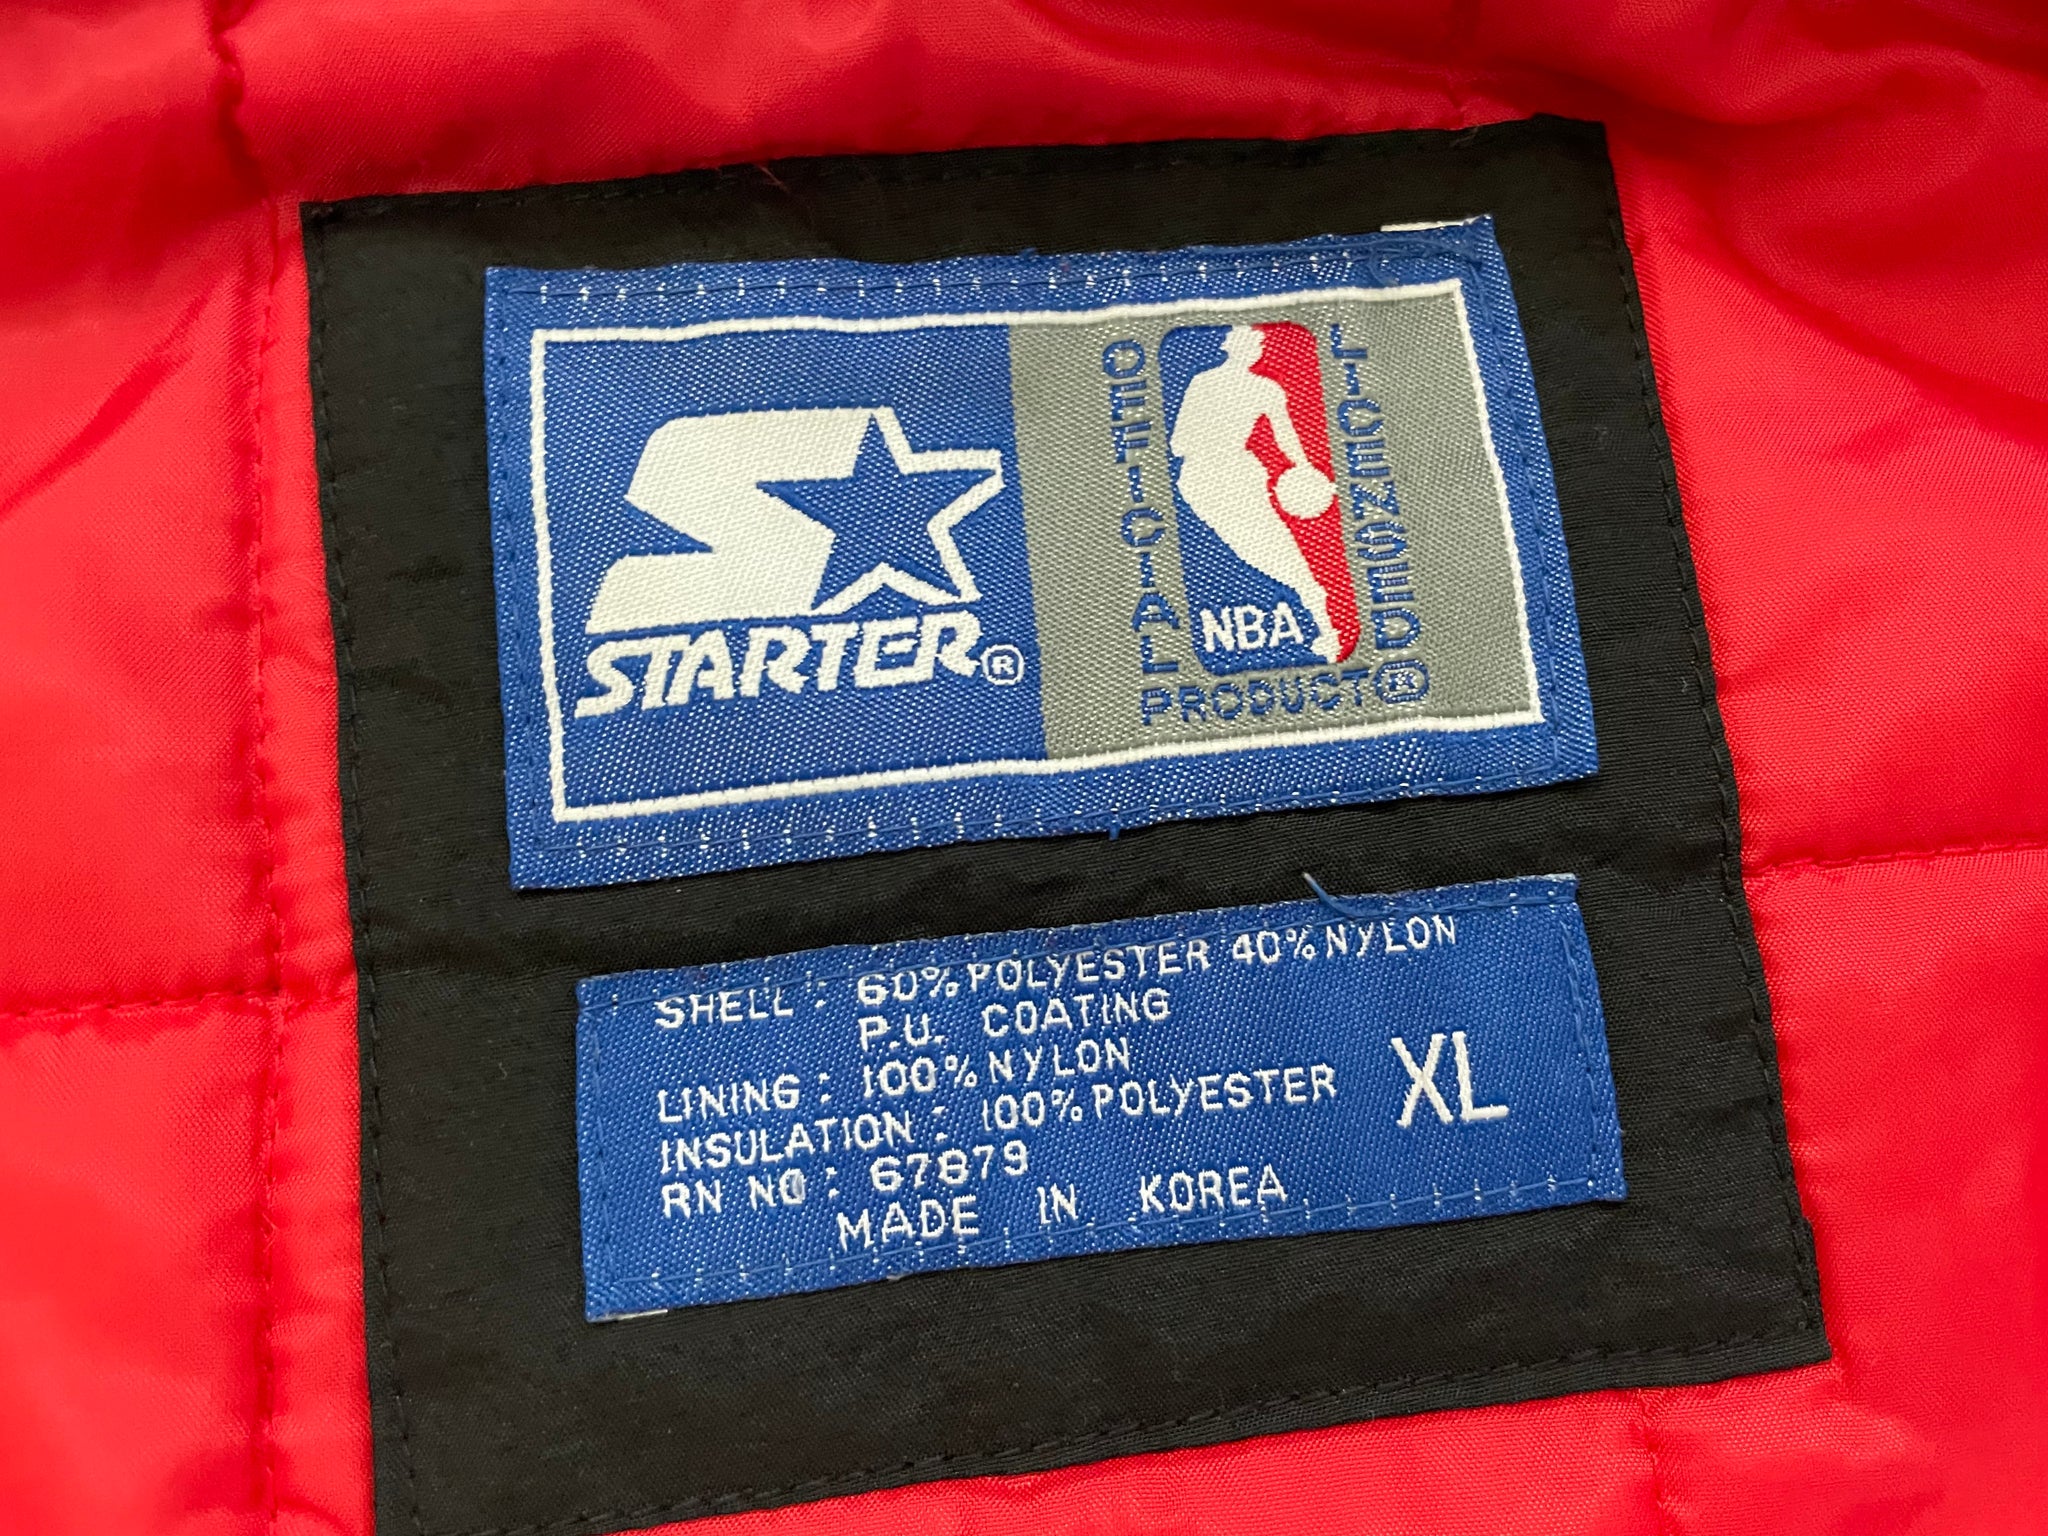 STARTER®
OFFICIAL
NBA
LICENSED
PRODUCT®
SHELL : 60% POLYESTER 40% NYLON
P.U. COATING
LINING : 100% NYLON
INSULATION : 100% POLYESTER
XL
RN NO : 67879
MADE IN KOREA